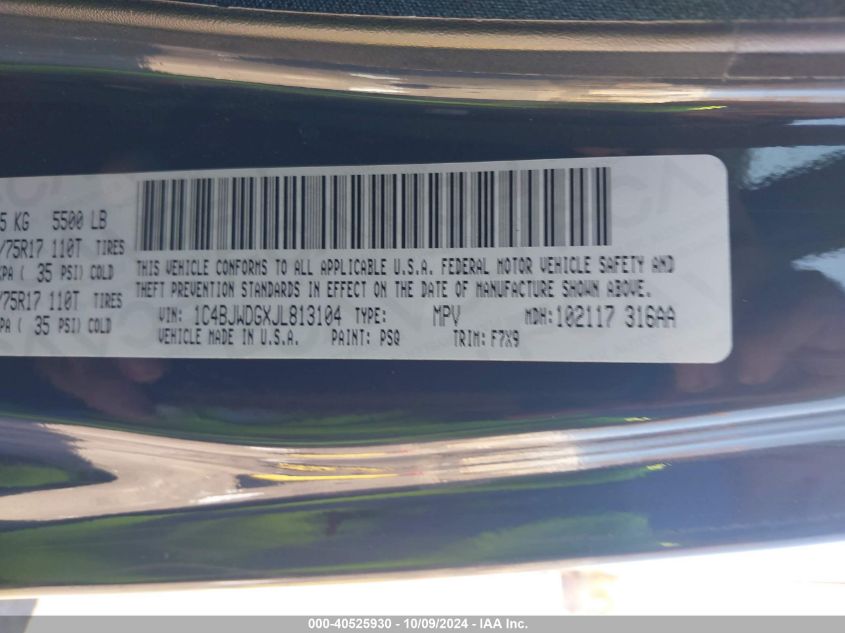 5 KG 5500 LB
/75R17 110T TIRES
KPA ( 35 PSI) COLD
/75R17 110T TIRES
KPA ( 35 PSI) COLD
THIS VEHICLE CONFORMS TO ALL APPLICABLE U.S.A. FEDERAL MOTOR VEHICLE SAFETY AND
THEFT PREVENTION STANDARDS IN EFFECT ON THE DATE OF MANUFACTURE SHOWN ABOVE.
VIN: 1C4BJWDGXJL813104 TYPE: MPV MDH:102117 316AA
VEHICLE MADE IN U.S.A. PAINT: PSQ TRIM: F7X9
000-40525930 - 10/09/2024 - IAA Inc.